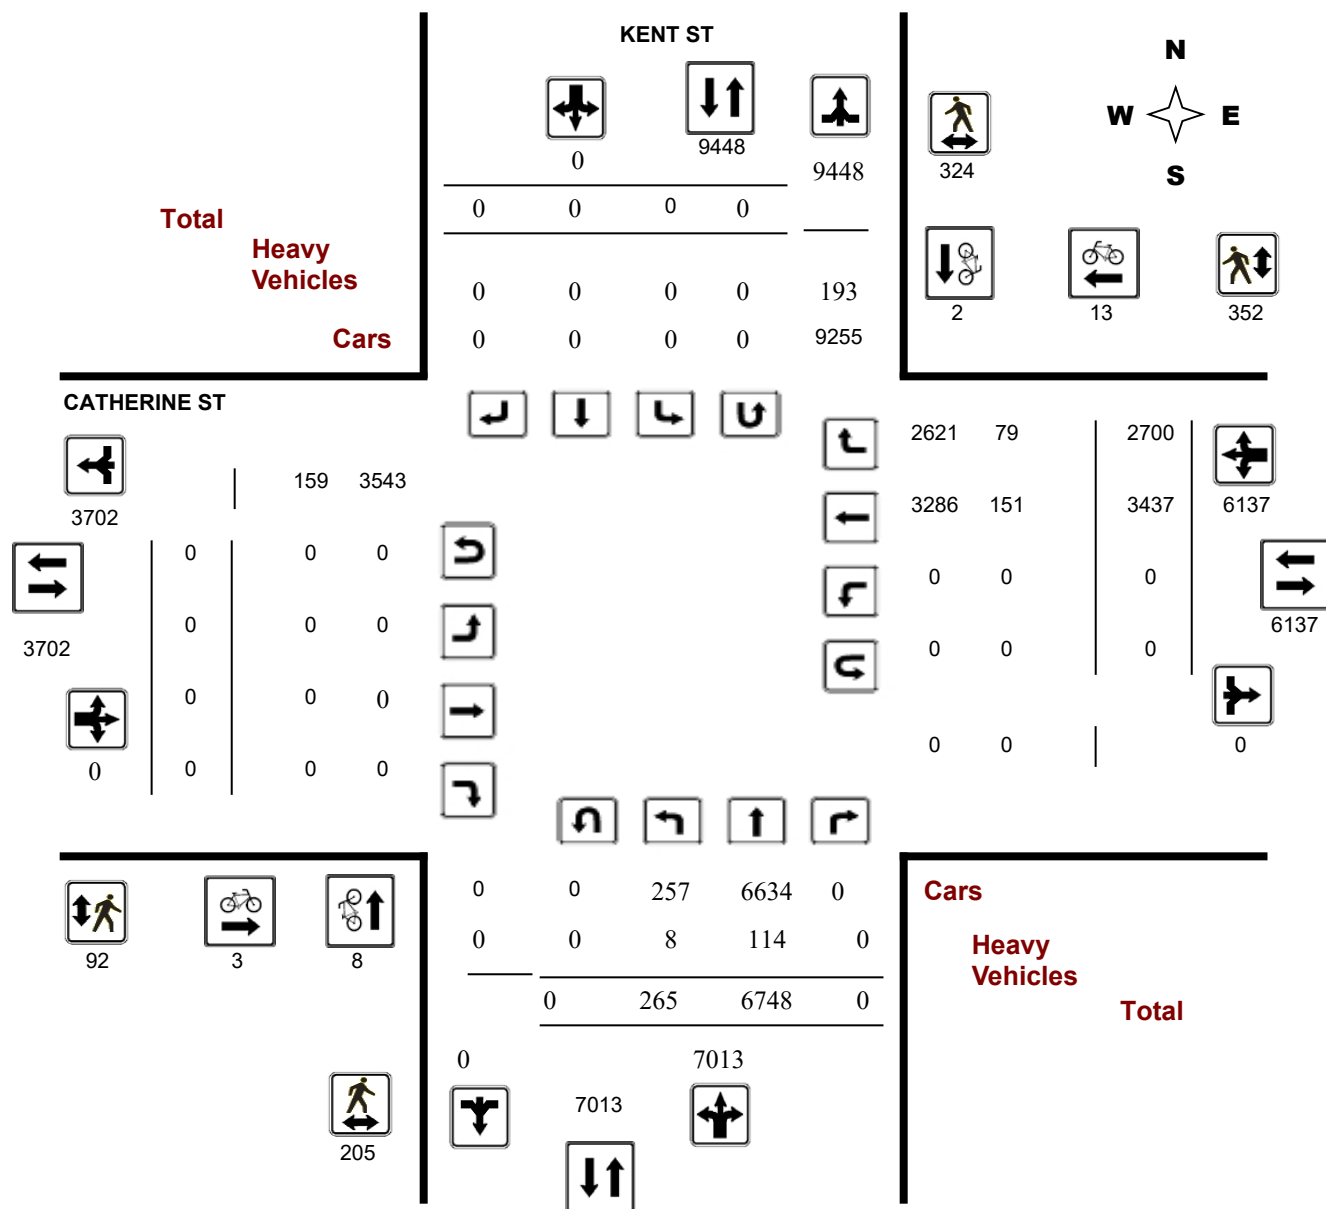 KENT ST
N
W E
S
0 9448 9448
324
0 0 0 0
Total
Heavy
Vehicles
0 0 0 0 193
2 13 352
Cars
0 0 0 0 9255
CATHERINE ST
2621 79 2700
159 3543
3702
3286 151 3437 6137
0 0 0
0 0 0
0 0 0
6137
3702
0 0 0
0 0 0
0 0 0
0 0 0
0 0 0
0
0 0 257 6634 0
Cars
0 0 8 114 0
Heavy
Vehicles
92 3 8
0 265 6748 0
Total
0 7013
7013
205